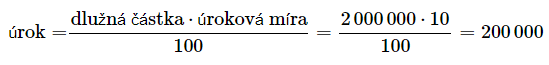 úrok = dlužná částka · úroková míra / 100 = 2 000 000 · 10 / 100 = 200 000